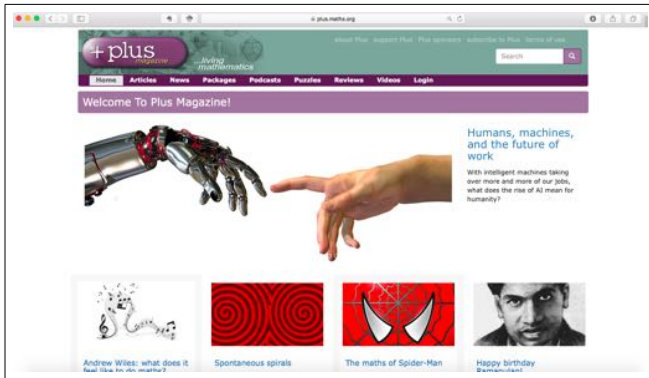 plus.maths.org
about Plus support Plus Plus sponsors subscribe to Plus terms of use
+plus
magazine
...living
mathematics
Search
Home Articles News Packages Podcasts Puzzles Reviews Videos Login
Welcome To Plus Magazine!
Humans, machines,
and the future of
work
With intelligent machines taking
over more and more of our jobs,
what does the rise of AI mean for
humanity?
Andrew Wiles: what does it
feel like to do maths?
Spontaneous spirals
The maths of Spider-Man
Happy birthday
Ramanujan!